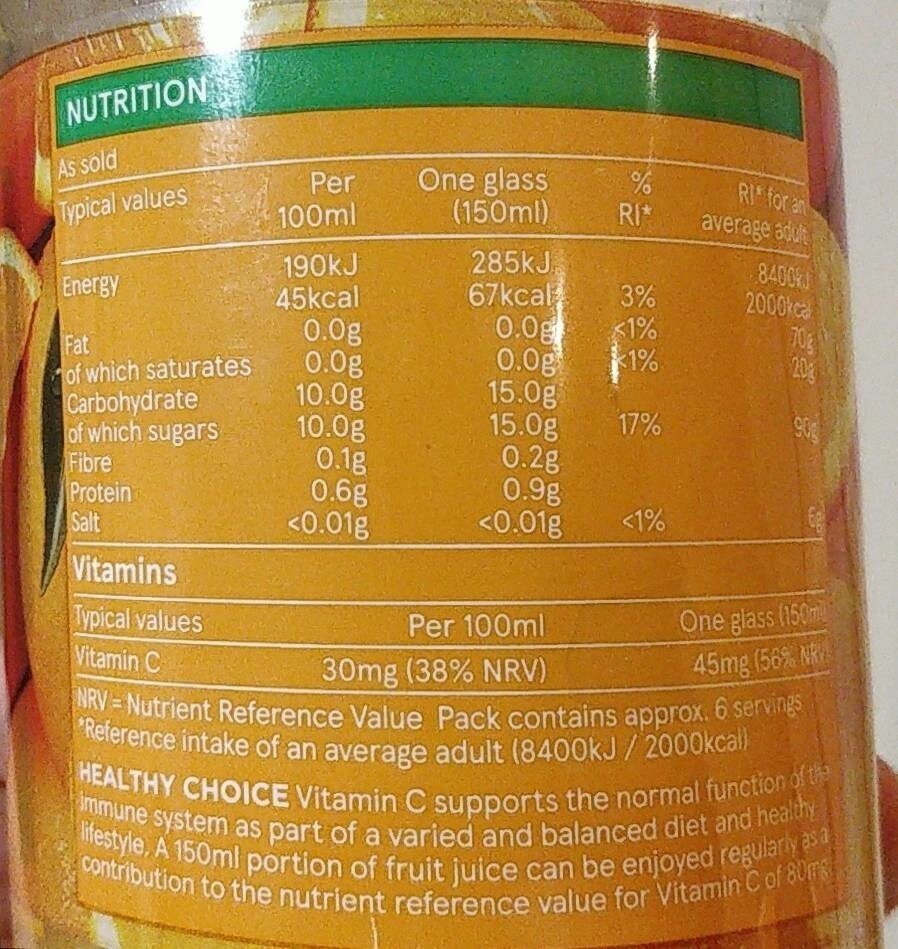 NUTRITION
As sold
Typical values Per 100ml One glass (150ml) % RI* RI* for an average adult
Energy 190kJ 285kJ 8400kJ
45kcal 67kcal 3% 2000kcal
Fat 0.0g 0.0g <1% 70g
of which saturates 0.0g 0.0g <1% 20g
Carbohydrate 10.0g 15.0g
of which sugars 10.0g 15.0g 17% 90g
Fibre 0.1g 0.2g
Protein 0.6g 0.9g
Salt <0.01g <0.01g <1% 6g
Vitamins
Typical values Per 100ml One glass (150ml)
Vitamin C 30mg (38% NRV) 45mg (56% NRV)
NRV = Nutrient Reference Value Pack contains approx. 6 servings
*Reference intake of an average adult (8400kJ / 2000kcal)
HEALTHY CHOICE Vitamin C supports the normal function of the
immune system as part of a varied and balanced diet and healthy
lifestyle. A 150ml portion of fruit juice can be enjoyed regularly as a
contribution to the nutrient reference value for Vitamin C of 80mg